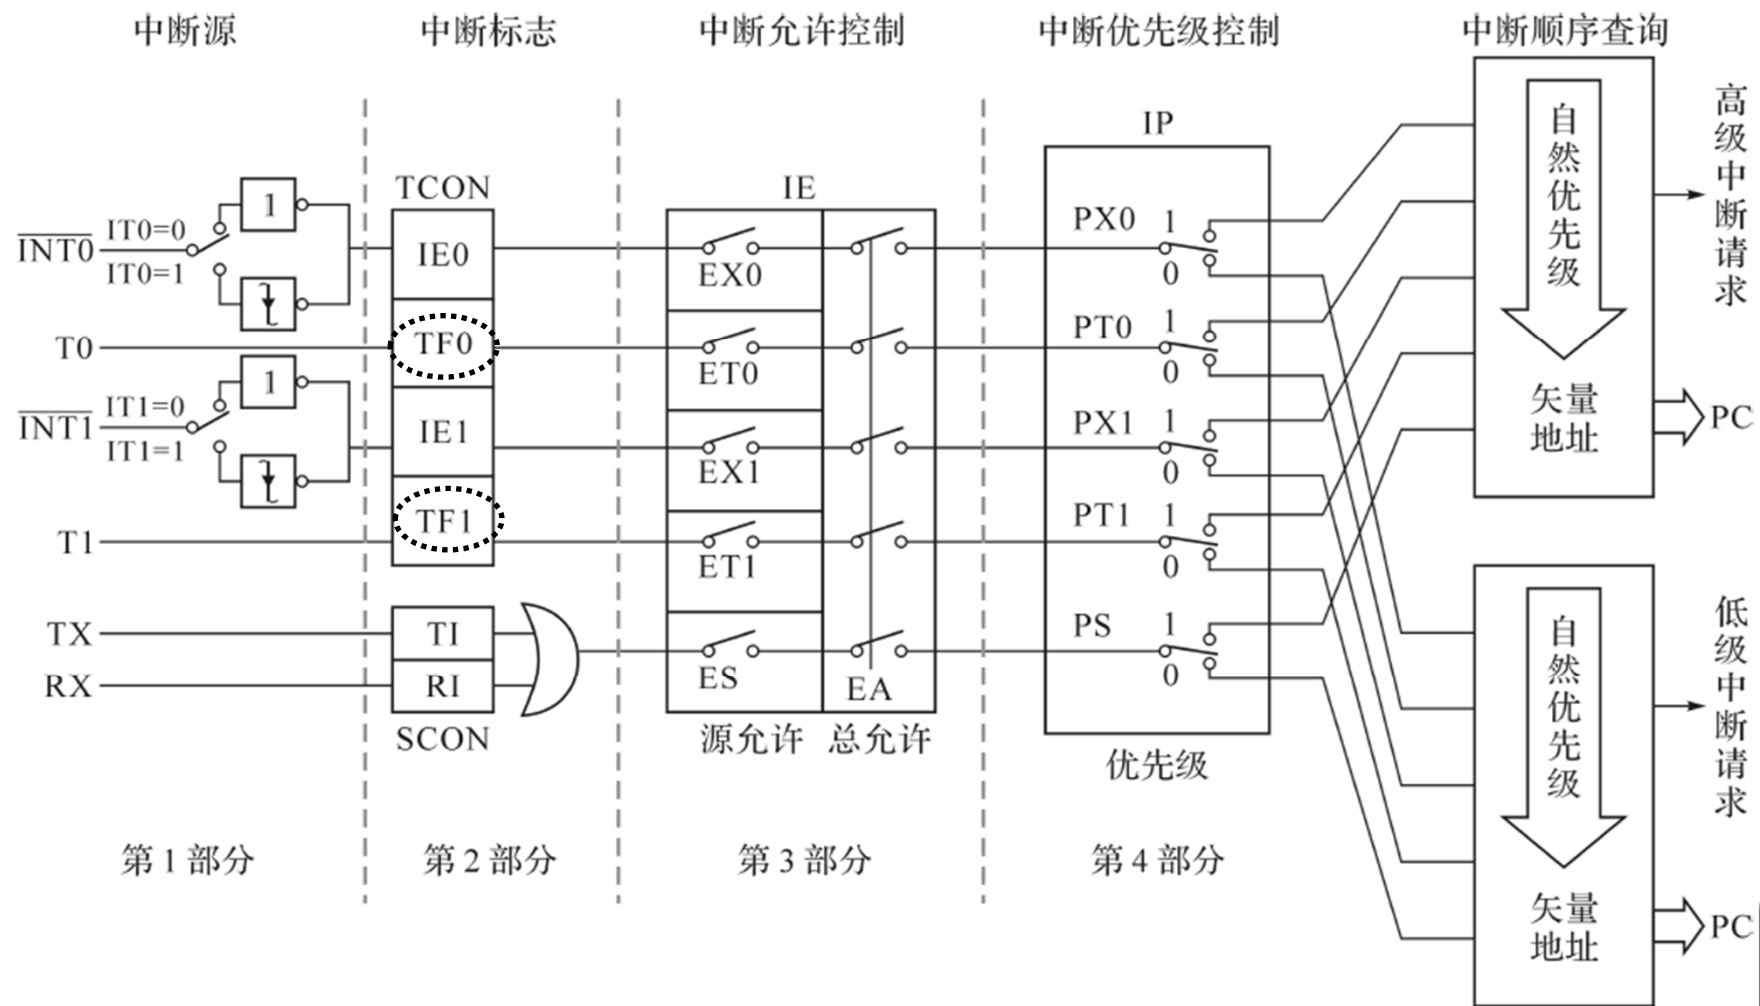 中断源
中断标志
中断允许控制
中断优先级控制
中断顺序查询
INT0
IT0=0
IT0=1
1
T0
INT1
IT1=0
IT1=1
1
T1
TX
RX
第 1 部分
TCON
IE0
TF0
IE1
TF1
TI
RI
SCON
第 2 部分
IE
EX0
ET0
EX1
ET1
ES
EA
源允许
总允许
第 3 部分
IP
PX0
1
0
PT0
1
0
PX1
1
0
PT1
1
0
PS
1
0
优先级
第 4 部分
自然优先级
矢量
地址
高级中断请求
PC
自然优先级
矢量
地址
低级中断请求
PC